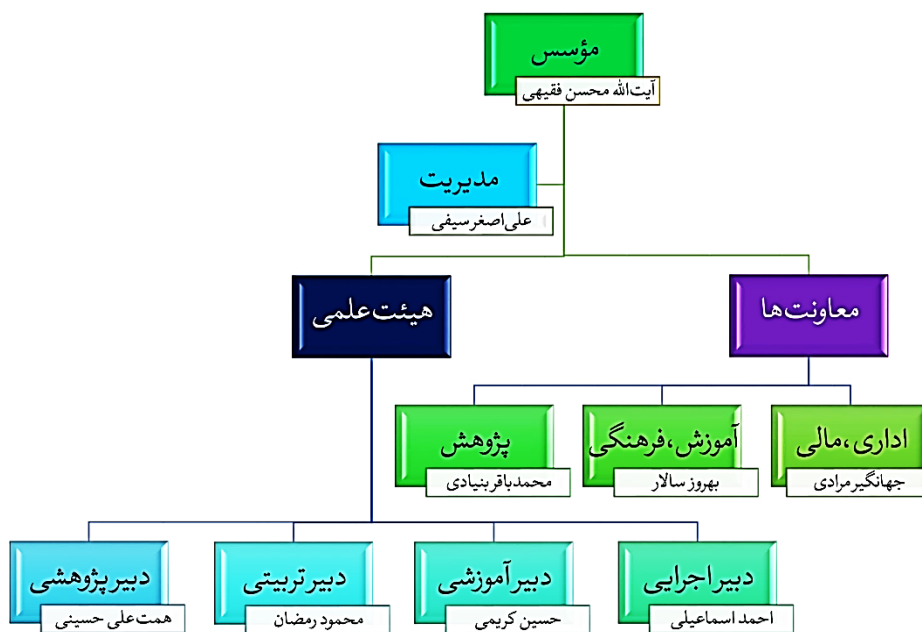 مؤسس
آیت‌الله محسن فقیهی
مدیریت
علی‌اصغر سیفی
معاونت‌ها
هیئت علمی
اداری، مالی
جهانگیر مرادی
آموزش، فرهنگی
بهروز سالار
پژوهش
محمدباقر بنیادی
دبیر اجرایی
احمد اسماعیلی
دبیر آموزشی
حسین کریمی
دبیر تربیتی
محمود رمضان
دبیر پژوهشی
همت‌علی حسینی